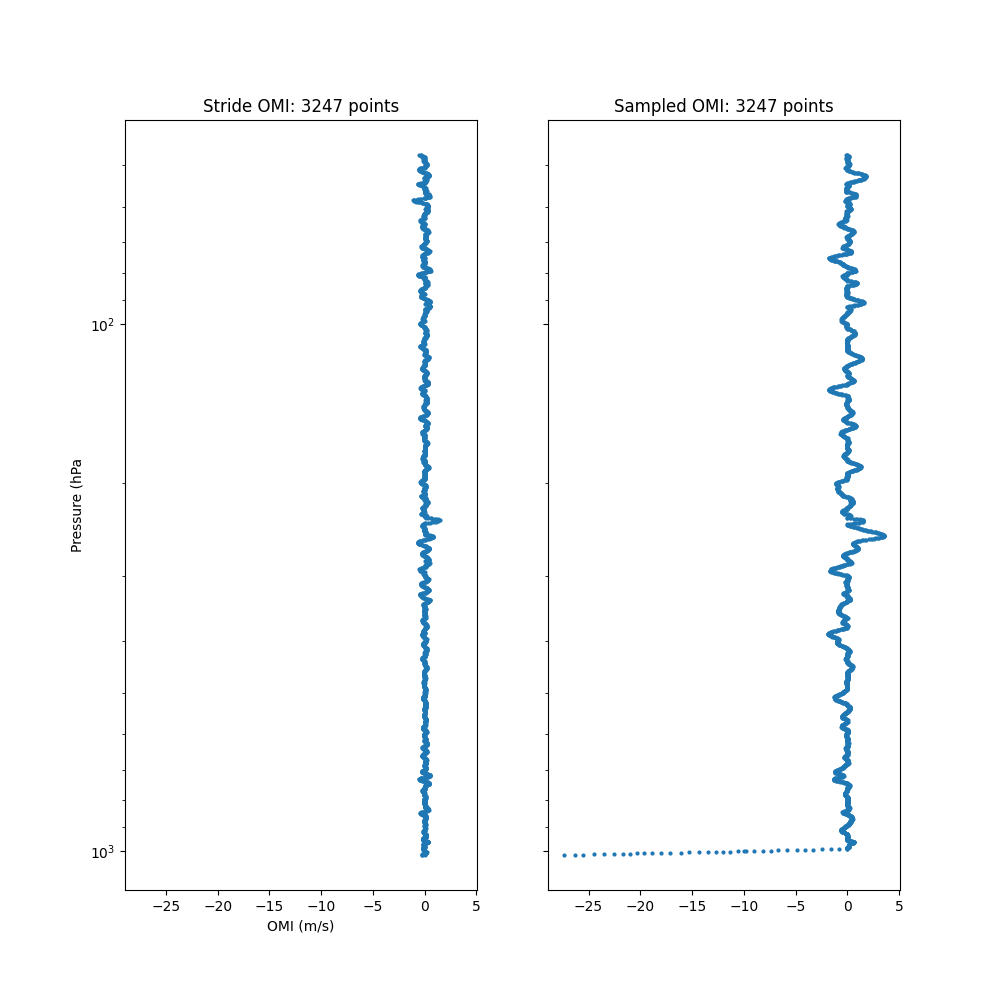 Stride OMI: 3247 points
Sampled OMI: 3247 points
Pressure (hPa
10²
10³
−25 −20 −15 −10 −5 0 5
OMI (m/s)
−25 −20 −15 −10 −5 0 5